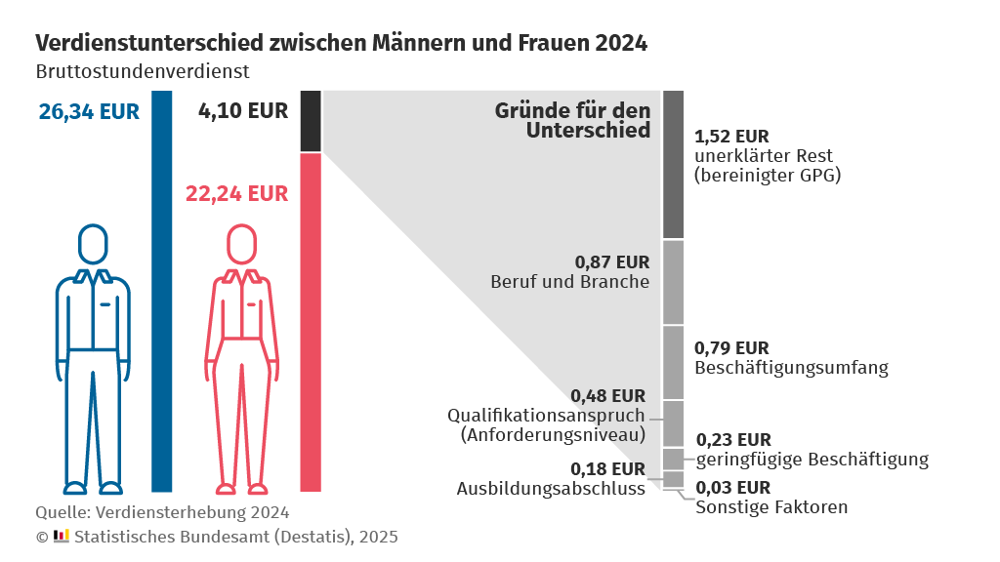 Verdienstunterschied zwischen Männern und Frauen 2024
Bruttostundenverdienst
26,34 EUR
4,10 EUR
22,24 EUR
Gründe für den
Unterschied
1,52 EUR
unerklärter Rest
(bereinigter GPG)
0,87 EUR
Beruf und Branche
0,79 EUR
Beschäftigungsumfang
0,48 EUR
Qualifikationsanspruch
(Anforderungsniveau)
0,23 EUR
geringfügige Beschäftigung
0,18 EUR
Ausbildungsabschluss
0,03 EUR
Sonstige Faktoren
Quelle: Verdiensterhebung 2024
© Statistisches Bundesamt (Destatis), 2025